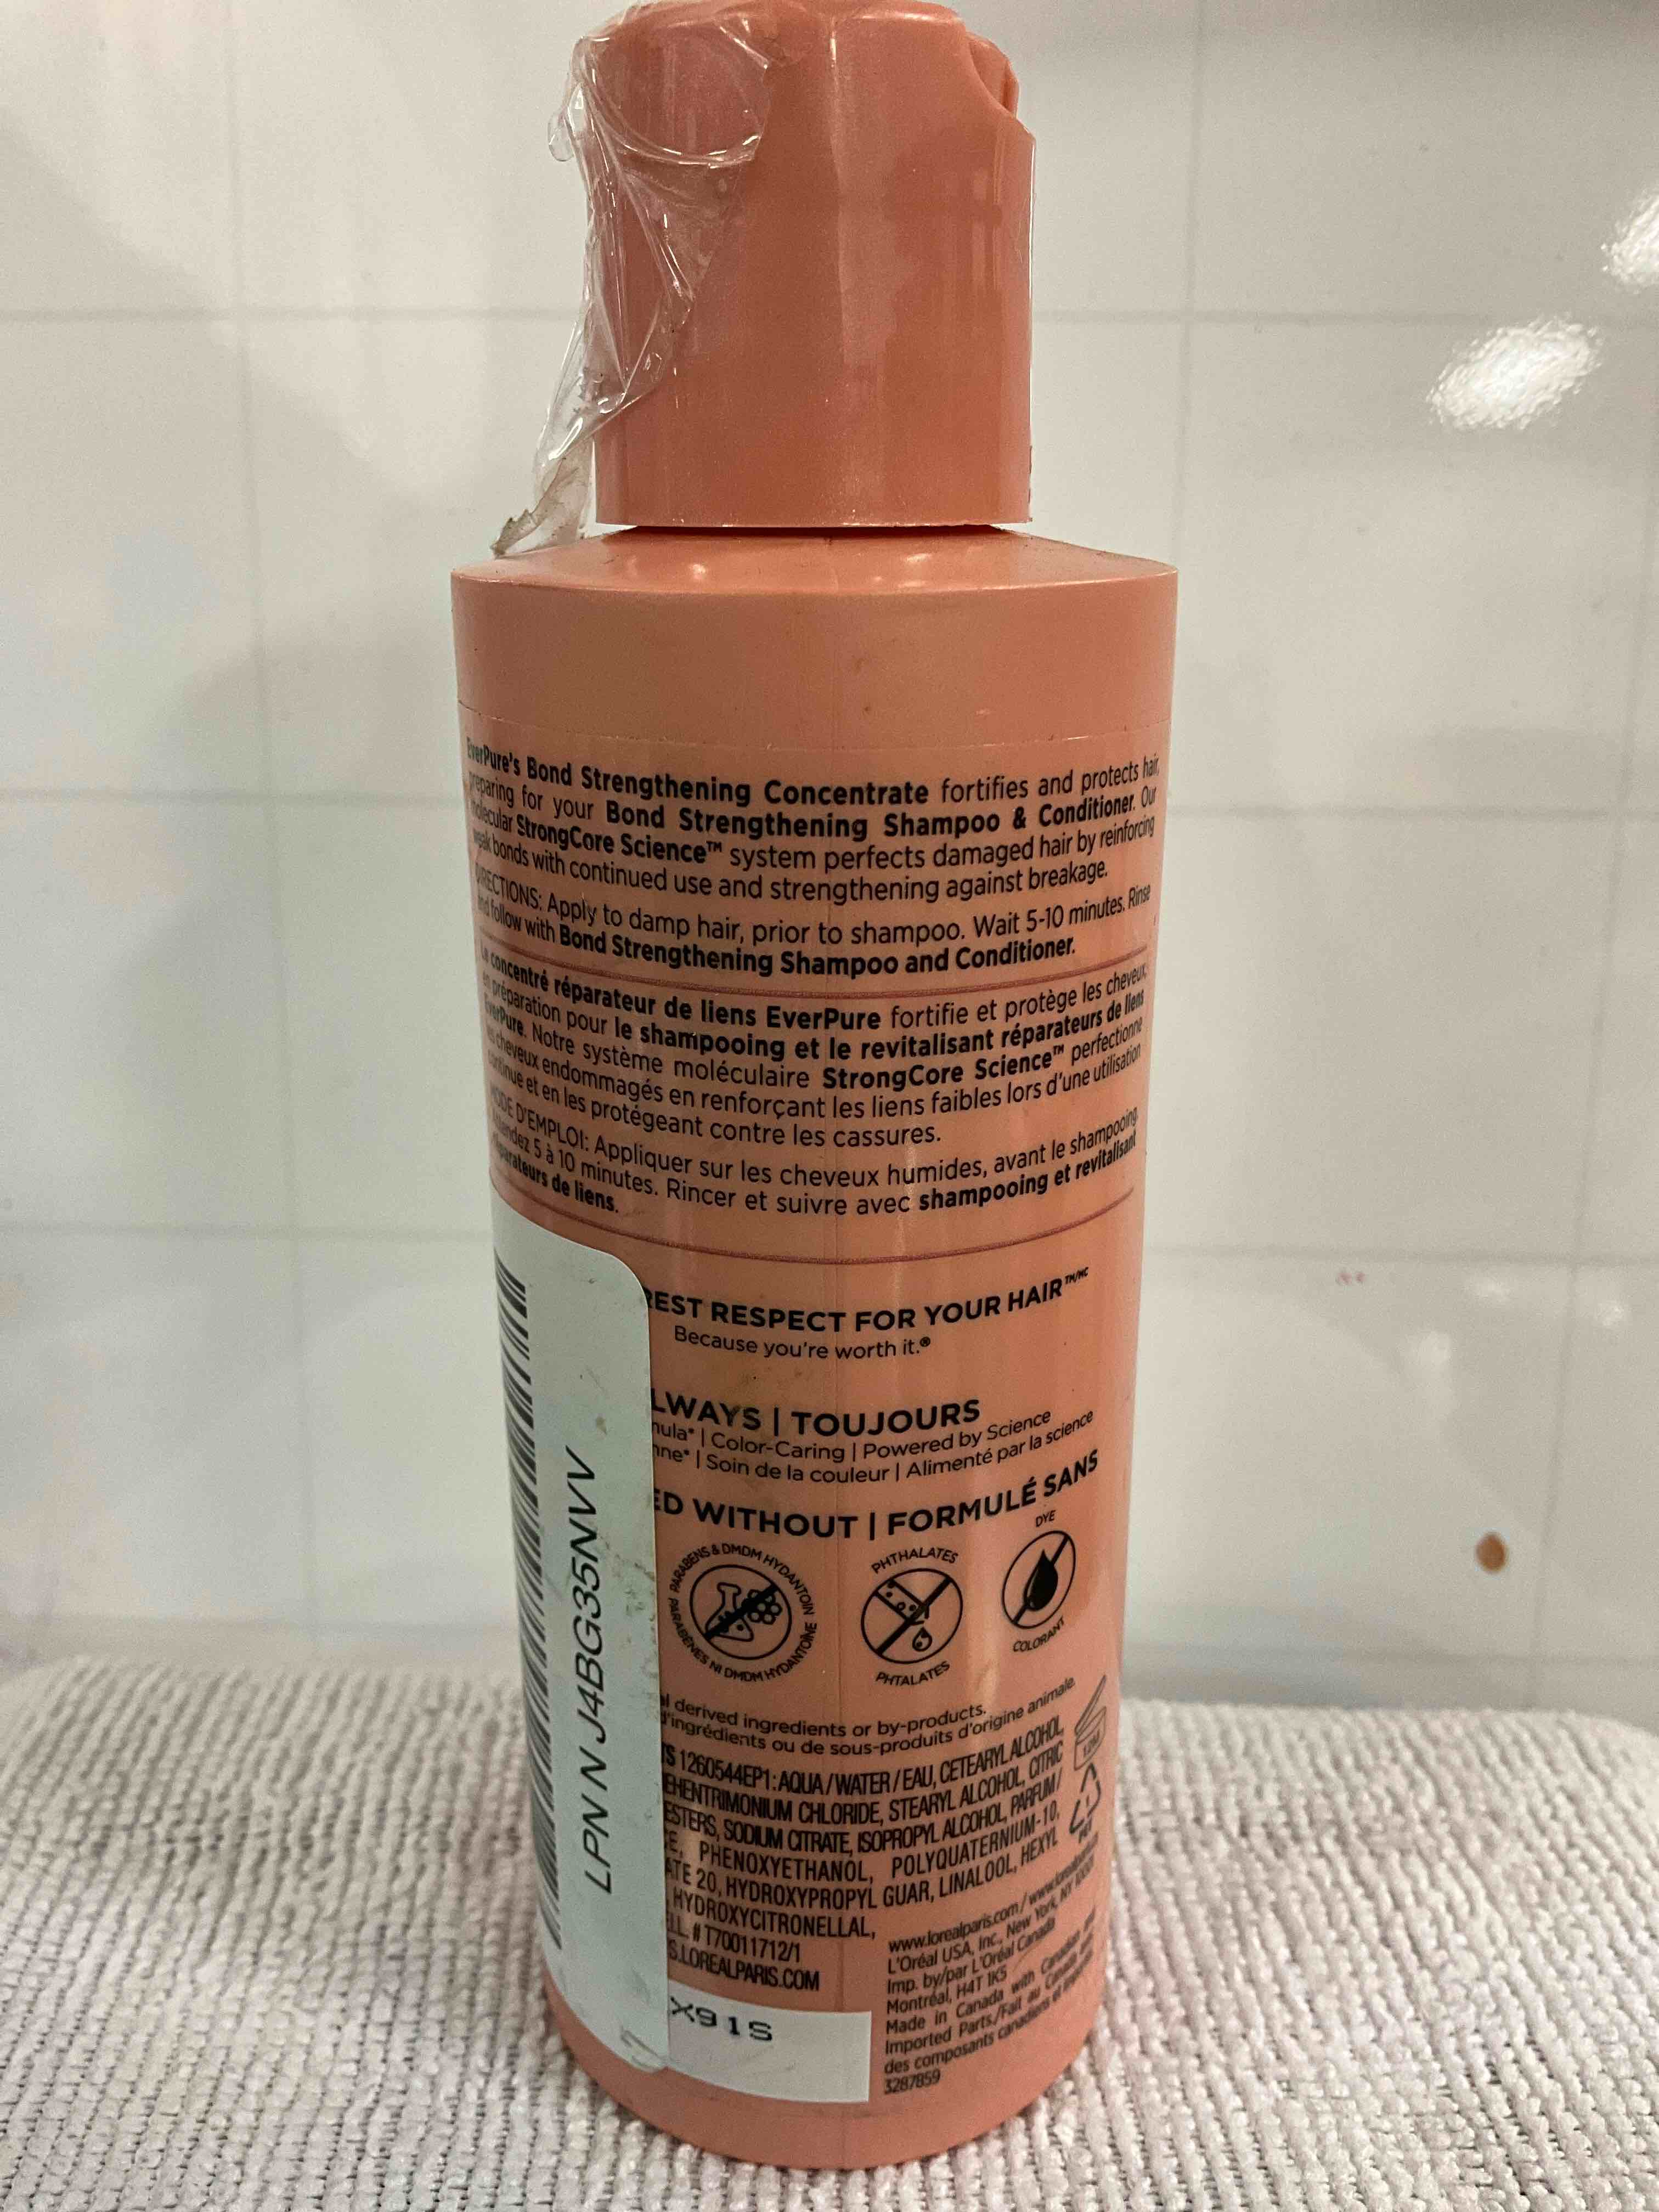 EverPure's Bond Strengthening Concentrate fortifies and protects hair,
preparing for your Bond Strengthening Shampoo & Conditioner. Our
molecular StrongCore Science™ system perfects damaged hair by reinforcing
weak bonds with continued use and strengthening against breakage.
DIRECTIONS: Apply to damp hair, prior to shampoo. Wait 5-10 minutes. Rinse
and follow with Bond Strengthening Shampoo and Conditioner.
Le concentré réparateur de liens EverPure fortifie et protège les cheveux,
en préparation pour le shampooing et le revitalisant réparateurs de liens
EverPure. Notre système moléculaire StrongCore Science™ perfectionne
les cheveux endommagés en renforçant les liens faibles lors d'une utilisation
continue et en les protégeant contre les cassures.
MODE D'EMPLOI: Appliquer sur les cheveux humides, avant le shampooing.
Attendez 5 à 10 minutes. Rincer et suivre avec shampooing et revitalisant
réparateurs de liens.
REST RESPECT FOR YOUR HAIR™/MC
Because you're worth it.®
LWAYS | TOUJOURS
ula* | Color-Caring | Powered by Science
ne* | Soin de la couleur | Alimenté par la science
ED WITHOUT | FORMULÉ SANS
PARABENS & DMDM HYDANTOIN
PARABÈNES NI DMDM HYDANTOÏNE
PHTHALATES
PHTALATES
DYE
COLORANT
l derived ingredients or by-products.
d'ingrédients ou de sous-produits d'origine animale.
TS 1260544EP1: AQUA / WATER / EAU, CETEARYL ALCOHOL,
EHENTRIMONIUM CHLORIDE, STEARYL ALCOHOL, CITRIC
ESTERS, SODIUM CITRATE, ISOPROPYL ALCOHOL, PARFUM /
E, PHENOXYETHANOL, POLYQUATERNIUM-10,
ATE 20, HYDROXYPROPYL GUAR, LINALOOL, HEXYL
, HYDROXYCITRONELLAL,
LL. # T70011712/1
S.LOREALPARIS.COM
12M
PET
www.lorealparis.com /
L'Oréal USA, Inc., New York, NY 10001
Imp. by/par L'Oréal Canada
Montréal, H4T 1K5
Made in Canada with Canadian and
Imported Parts/Fait au Canada avec
des composants canadiens et importés
3287859
X91S
LPN N J4BG35NVV